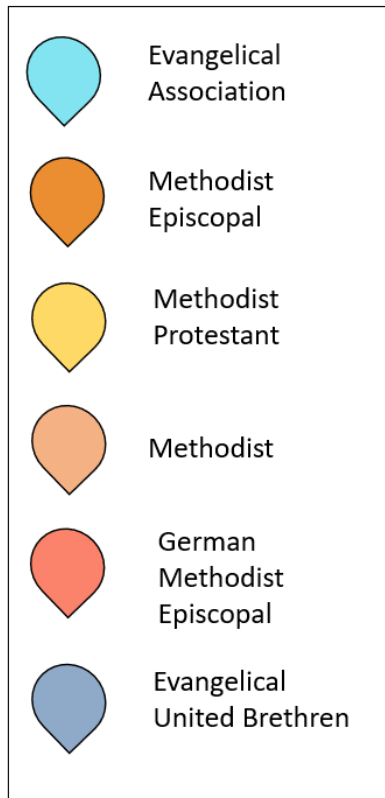 Evangelical
Association
Methodist
Episcopal
Methodist
Protestant
Methodist
German
Methodist
Episcopal
Evangelical
United Brethren